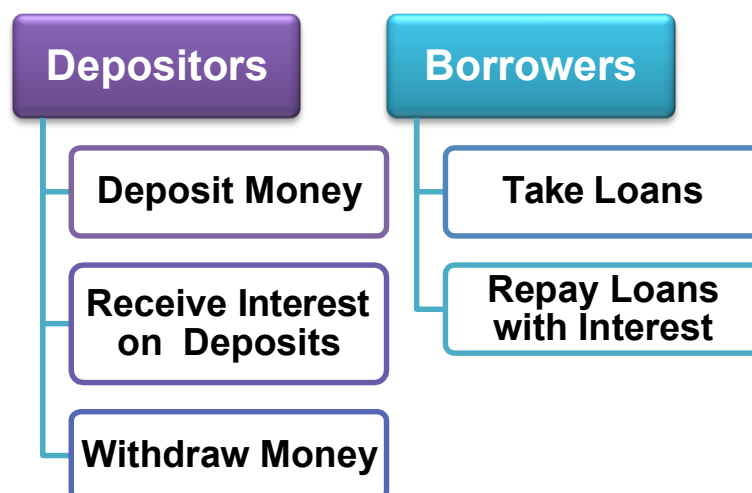 Depositors
Deposit Money
Receive Interest
on Deposits
Withdraw Money
Borrowers
Take Loans
Repay Loans
with Interest